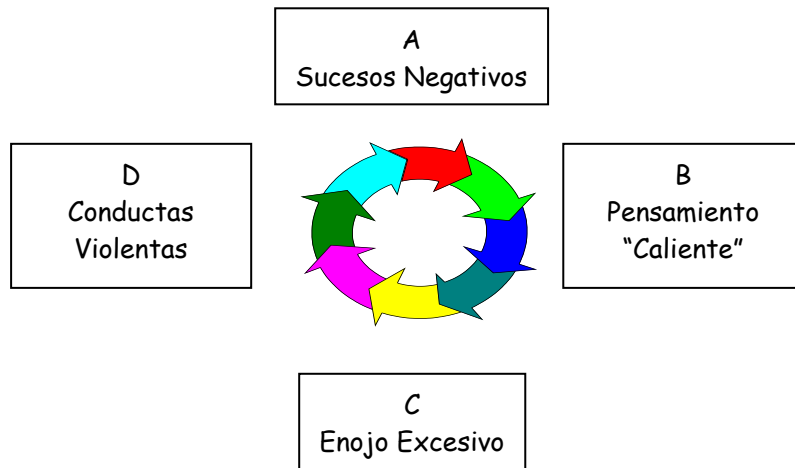 A
Sucesos Negativos
D
Conductas
Violentas
B
Pensamiento
“Caliente”
C
Enojo Excesivo